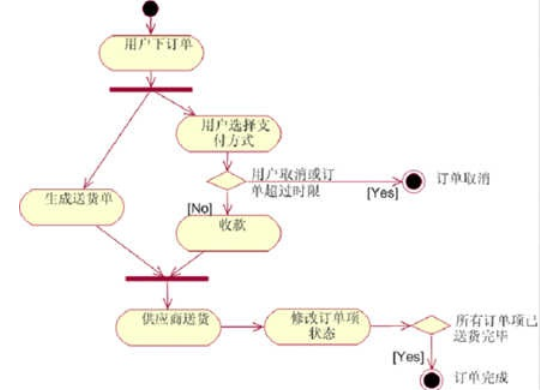 用户下订单
用户选择支
付方式
用户取消或订
单超过时限
[Yes]
订单取消
生成送货单
[No]
收款
供应商送货
修改订单项
状态
所有订单项已
送货完毕
[Yes]
订单完成